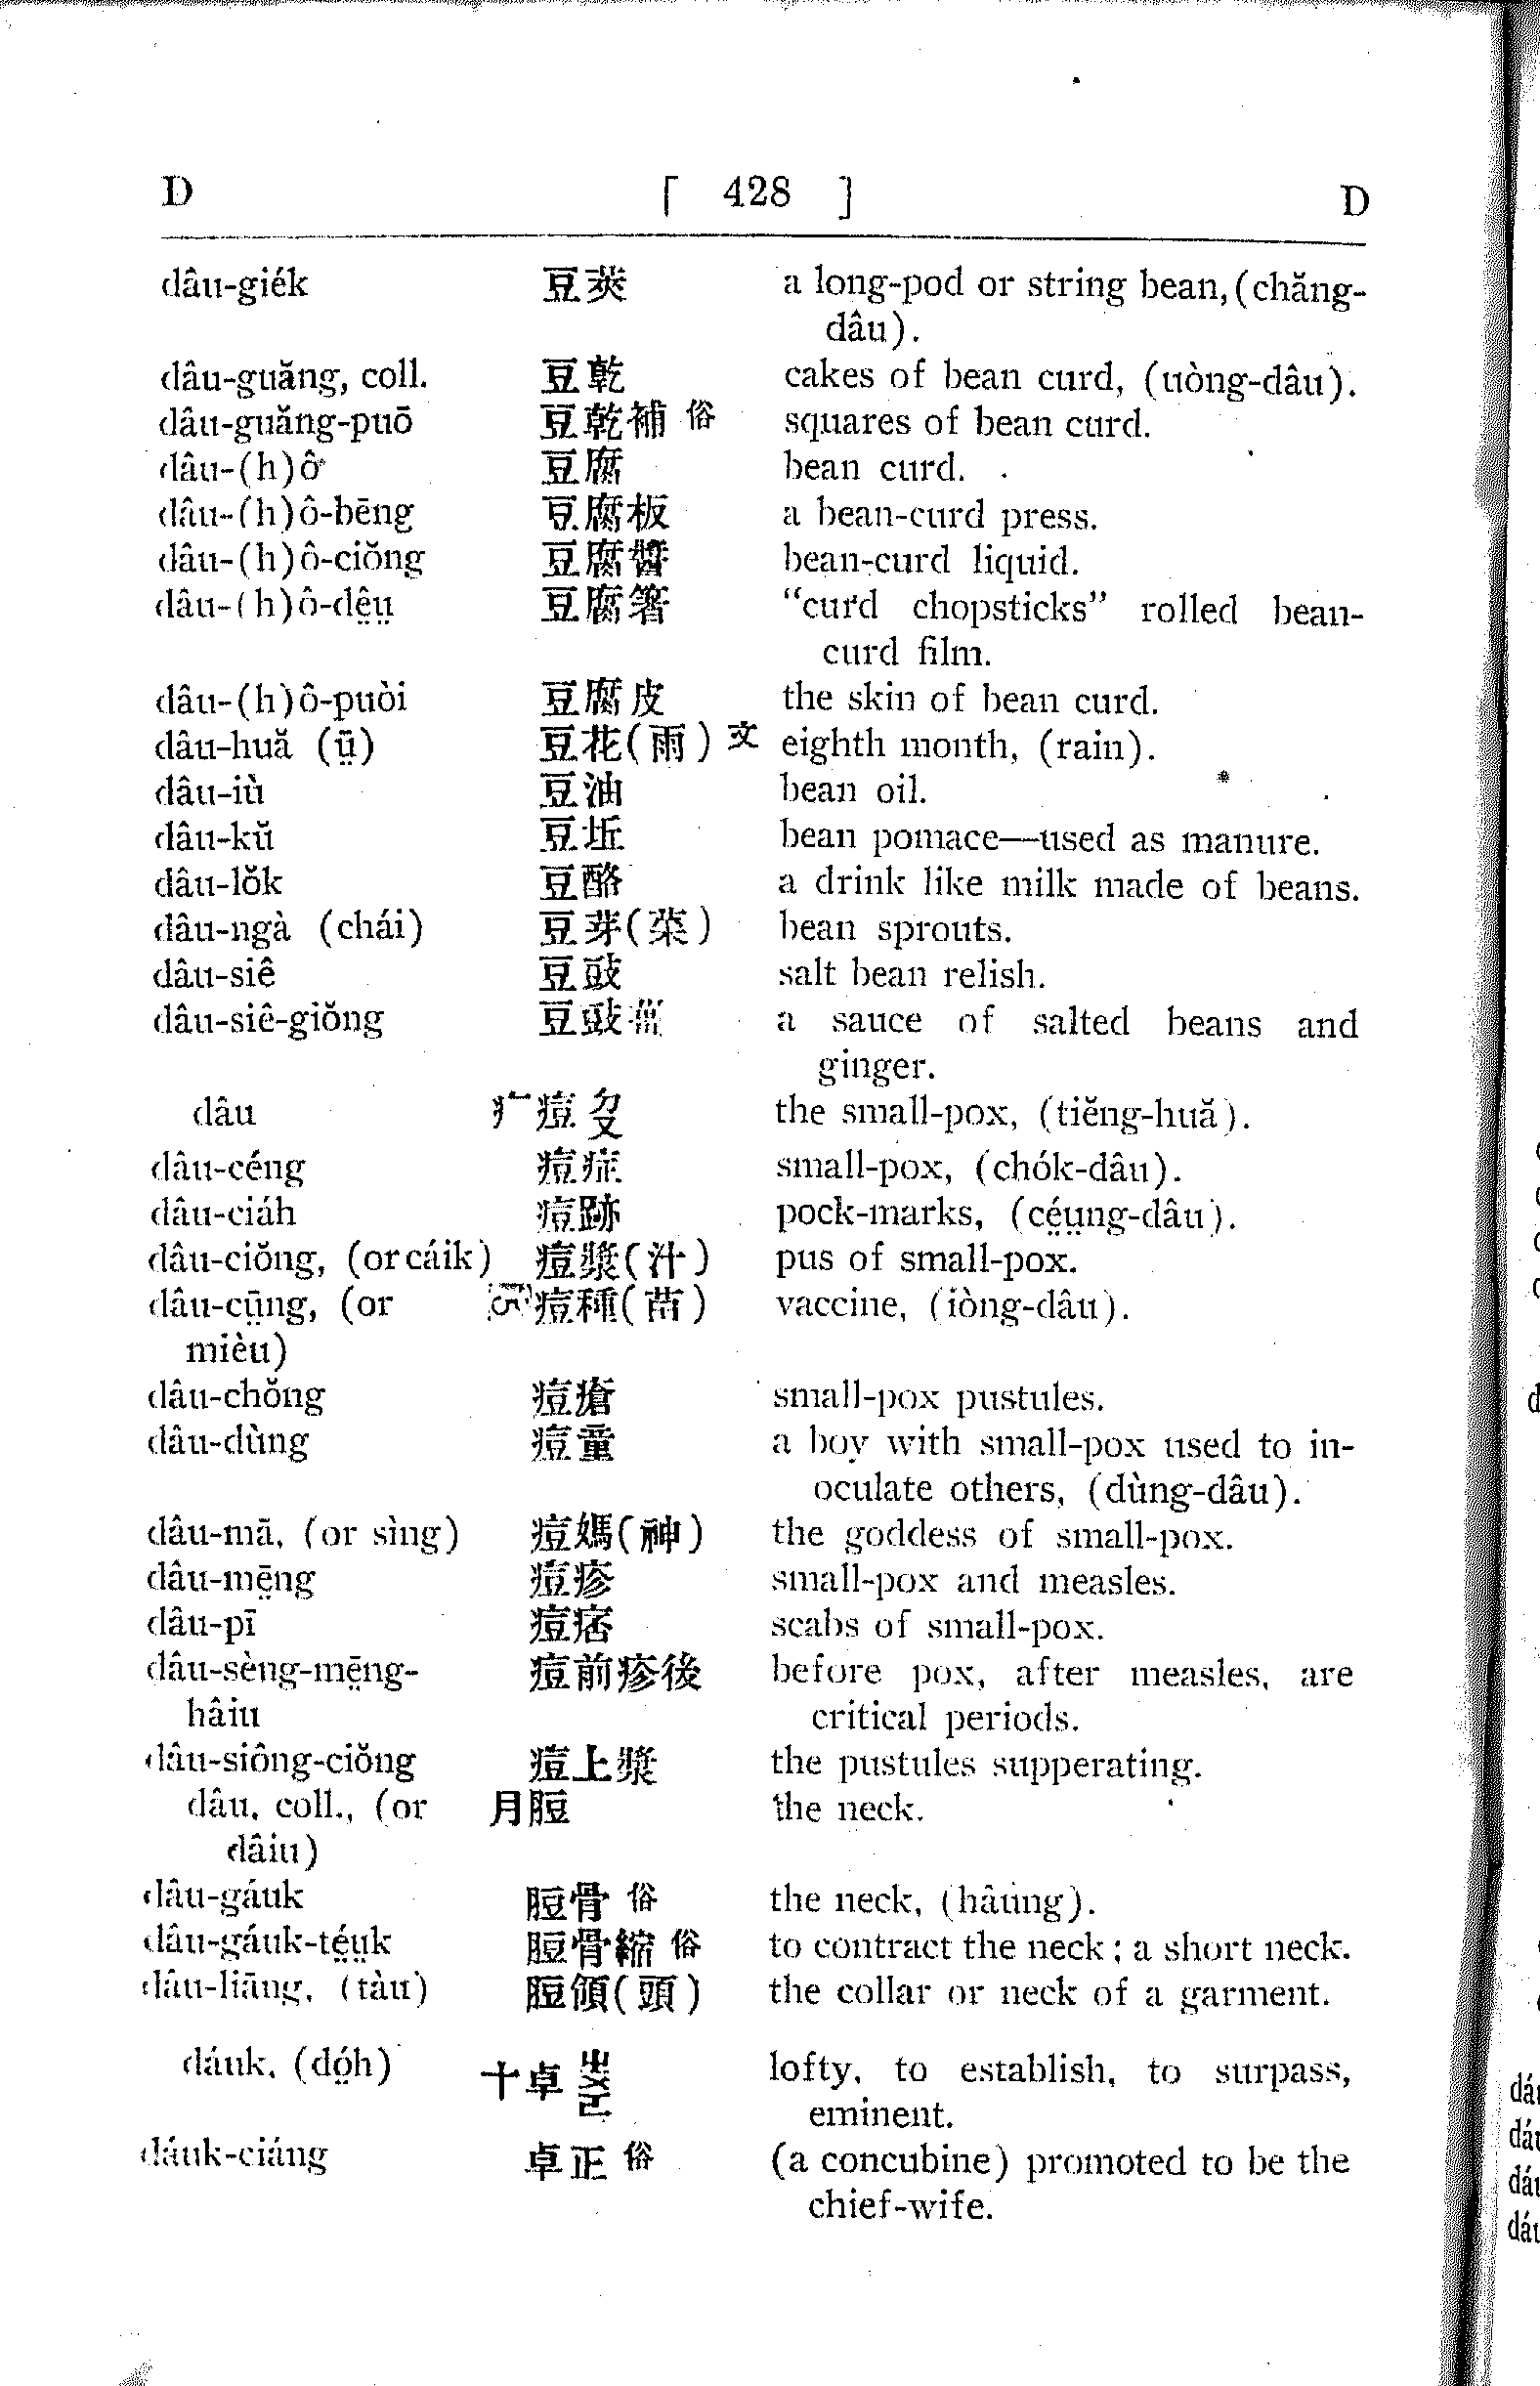 D [ 428 ] D
dâu-giék 豆莢 a long-pod or string bean, (chăng-
dâu).
dâu-guăng, coll. 豆乾 cakes of bean curd, (uòng-dâu).
dâu-guăng-puō 豆乾補 俗 squares of bean curd.
dâu-(h)ô 豆腐 bean curd.
dâu-(h)ô-bēng 豆腐板 a bean-curd press.
dâu-(h)ô-ciŏng 豆腐醬 bean-curd liquid.
dâu-(h)ô-dê̤ṳ 豆腐箸 "curd chopsticks" rolled bean-
curd film.
dâu-(h)ô-puòi 豆腐皮 the skin of bean curd.
dâu-huă (ṳ̄) 豆花(雨) 文 eighth month, (rain).
dâu-iù 豆油 bean oil.
dâu-kŭ 豆坵 bean pomace—used as manure.
dâu-lŏk 豆酪 a drink like milk made of beans.
dâu-ngà (chái) 豆芽(菜) bean sprouts.
dâu-siê 豆豉 salt bean relish.
dâu-siê-giŏng 豆豉 a sauce of salted beans and
ginger.
dâu 疒痘 the small-pox, (tiĕng-huă).
dâu-céng 痘症 small-pox, (chók-dâu).
dâu-ciáh 痘跡 pock-marks, (cé̤ṳng-dâu).
dâu-ciŏng, (or cáik) 痘漿(汁) pus of small-pox.
dâu-cṳ̄ng, (or 痘種(苗) vaccine, (iòng-dâu).
mièu)
dâu-chŏng 痘瘡 small-pox pustules.
dâu-dùng 痘童 a boy with small-pox used to in-
oculate others, (dùng-dâu).
dâu-mā, (or sìng) 痘媽(神) the goddess of small-pox.
dâu-mē̤ng 痘疹 small-pox and measles.
dâu-pī 痘痞 scabs of small-pox.
dâu-sèng-mē̤ng- 痘前疹後 before pox, after measles, are
hâiu critical periods.
dâu-siông-ciŏng 痘上漿 the pustules supperating.
dâu, coll., (or 月脰 the neck.
dâiu)
dâu-gáuk 脰骨 俗 the neck, (hâung).
dâu-gáuk-té̤ṳk 脰骨縮 俗 to contract the neck; a short neck.
dâu-liāng, (tàu) 脰領(頭) the collar or neck of a garment.
dáuk, (dó̤h) 十卓 lofty, to establish, to surpass,
eminent.
dáuk-ciáng 卓正 俗 (a concubine) promoted to be the
chief-wife.